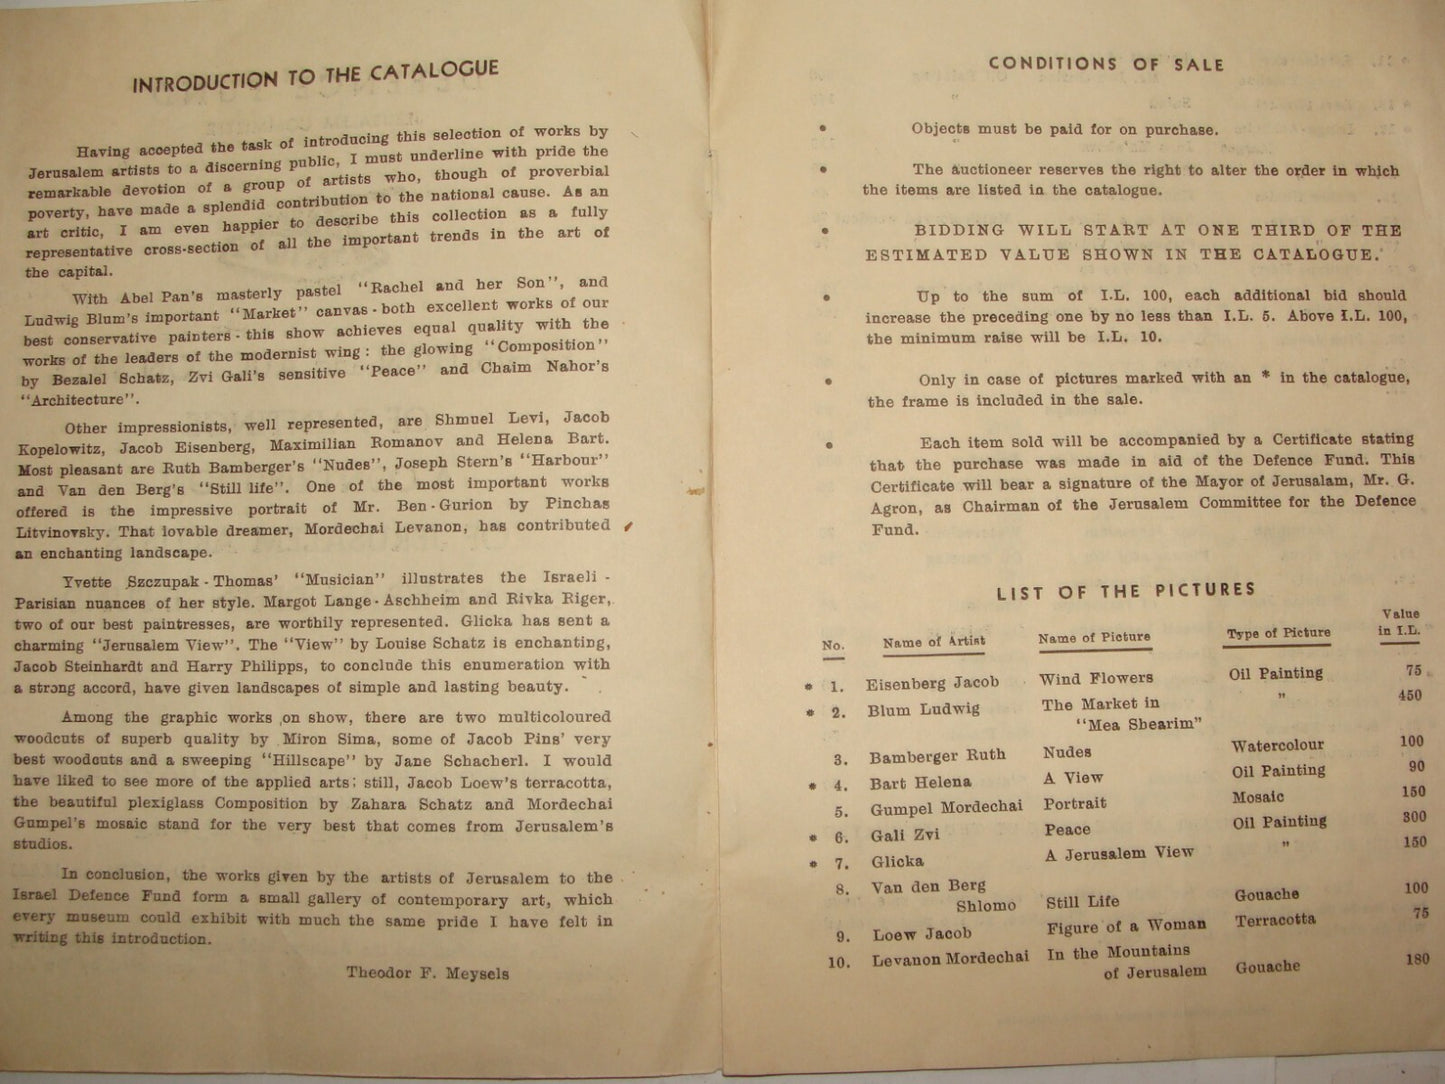 INTRODUCTION TO THE CATALOGUE
Having accepted the task of introducing this selection of works by
Jerusalem artists to a discerning public, I must underline with pride the
remarkable devotion of a group of artists who, though of proverbial
poverty, have made a splendid contribution to the national cause. As an
art critic, I am even happier to describe this collection as a fully
representative cross-section of all the important trends in the art of
the capital.
With Abel Pan's masterly pastel "Rachel and her Son", and
Ludwig Blum's important "Market" canvas - both excellent works of our
best conservative painters - this show achieves equal quality with the
works of the leaders of the modernist wing: the glowing "Composition"
by Bezalel Schatz, Zvi Gali's sensitive "Peace" and Chaim Nahor's
"Architecture".
Other impressionists, well represented, are Shmuel Levi, Jacob
Kopelowitz, Jacob Eisenberg, Maximilian Romanov and Helena Bart.
Most pleasant are Ruth Bamberger's "Nudes", Joseph Stern's "Harbour"
and Van den Berg's "Still life". One of the most important works
offered is the impressive portrait of Mr. Ben-Gurion by Pinchas
Litvinovsky. That lovable dreamer, Mordechai Levanon, has contributed
an enchanting landscape.
Yvette Szczupak-Thomas' "Musician" illustrates the Israeli -
Parisian nuances of her style. Margot Lange-Aschheim and Rivka Riger,
two of our best paintresses, are worthily represented. Glicka has sent a
charming "Jerusalem View". The "View" by Louise Schatz is enchanting,
Jacob Steinhardt and Harry Philipps, to conclude this enumeration with
a strong accord, have given landscapes of simple and lasting beauty.
Among the graphic works on show, there are two multicoloured
woodcuts of superb quality by Miron Sima, some of Jacob Pins' very
best woodcuts and a sweeping "Hillscape" by Jane Schacherl. I would
have liked to see more of the applied arts; still, Jacob Loew's terracotta,
the beautiful plexiglass Composition by Zahara Schatz and Mordechai
Gumpel's mosaic stand for the very best that comes from Jerusalem's
studios.
In conclusion, the works given by the artists of Jerusalem to the
Israel Defence Fund form a small gallery of contemporary art, which
every museum could exhibit with much the same pride I have felt in
writing this introduction.
Theodor F. Meysels
CONDITIONS OF SALE
• Objects must be paid for on purchase.
• The auctioneer reserves the right to alter the order in which
the items are listed in the catalogue.
• BIDDING WILL START AT ONE THIRD OF THE
ESTIMATED VALUE SHOWN IN THE CATALOGUE.
• Up to the sum of I.L. 100, each additional bid should
increase the preceding one by no less than I.L. 5. Above I.L. 100,
the minimum raise will be I.L. 10.
• Only in case of pictures marked with an * in the catalogue,
the frame is included in the sale.
• Each item sold will be accompanied by a Certificate stating
that the purchase was made in aid of the Defence Fund. This
Certificate will bear a signature of the Mayor of Jerusalam, Mr. G.
Agron, as Chairman of the Jerusalem Committee for the Defence
Fund.
LIST OF THE PICTURES
No. Name of Artist Name of Picture Type of Picture Value in I.L.
* 1. Eisenberg Jacob Wind Flowers Oil Painting 75
* 2. Blum Ludwig The Market in " 450
"Mea Shearim"
3. Bamberger Ruth Nudes Watercolour 100
* 4. Bart Helena A View Oil Painting 90
5. Gumpel Mordechai Portrait Mosaic 150
* 6. Gali Zvi Peace Oil Painting 300
* 7. Glicka A Jerusalem View " 150
8. Van den Berg
Shlomo Still Life Gouache 100
9. Loew Jacob Figure of a Woman Terracotta 75
10. Levanon Mordechai In the Mountains
of Jerusalem Gouache 180